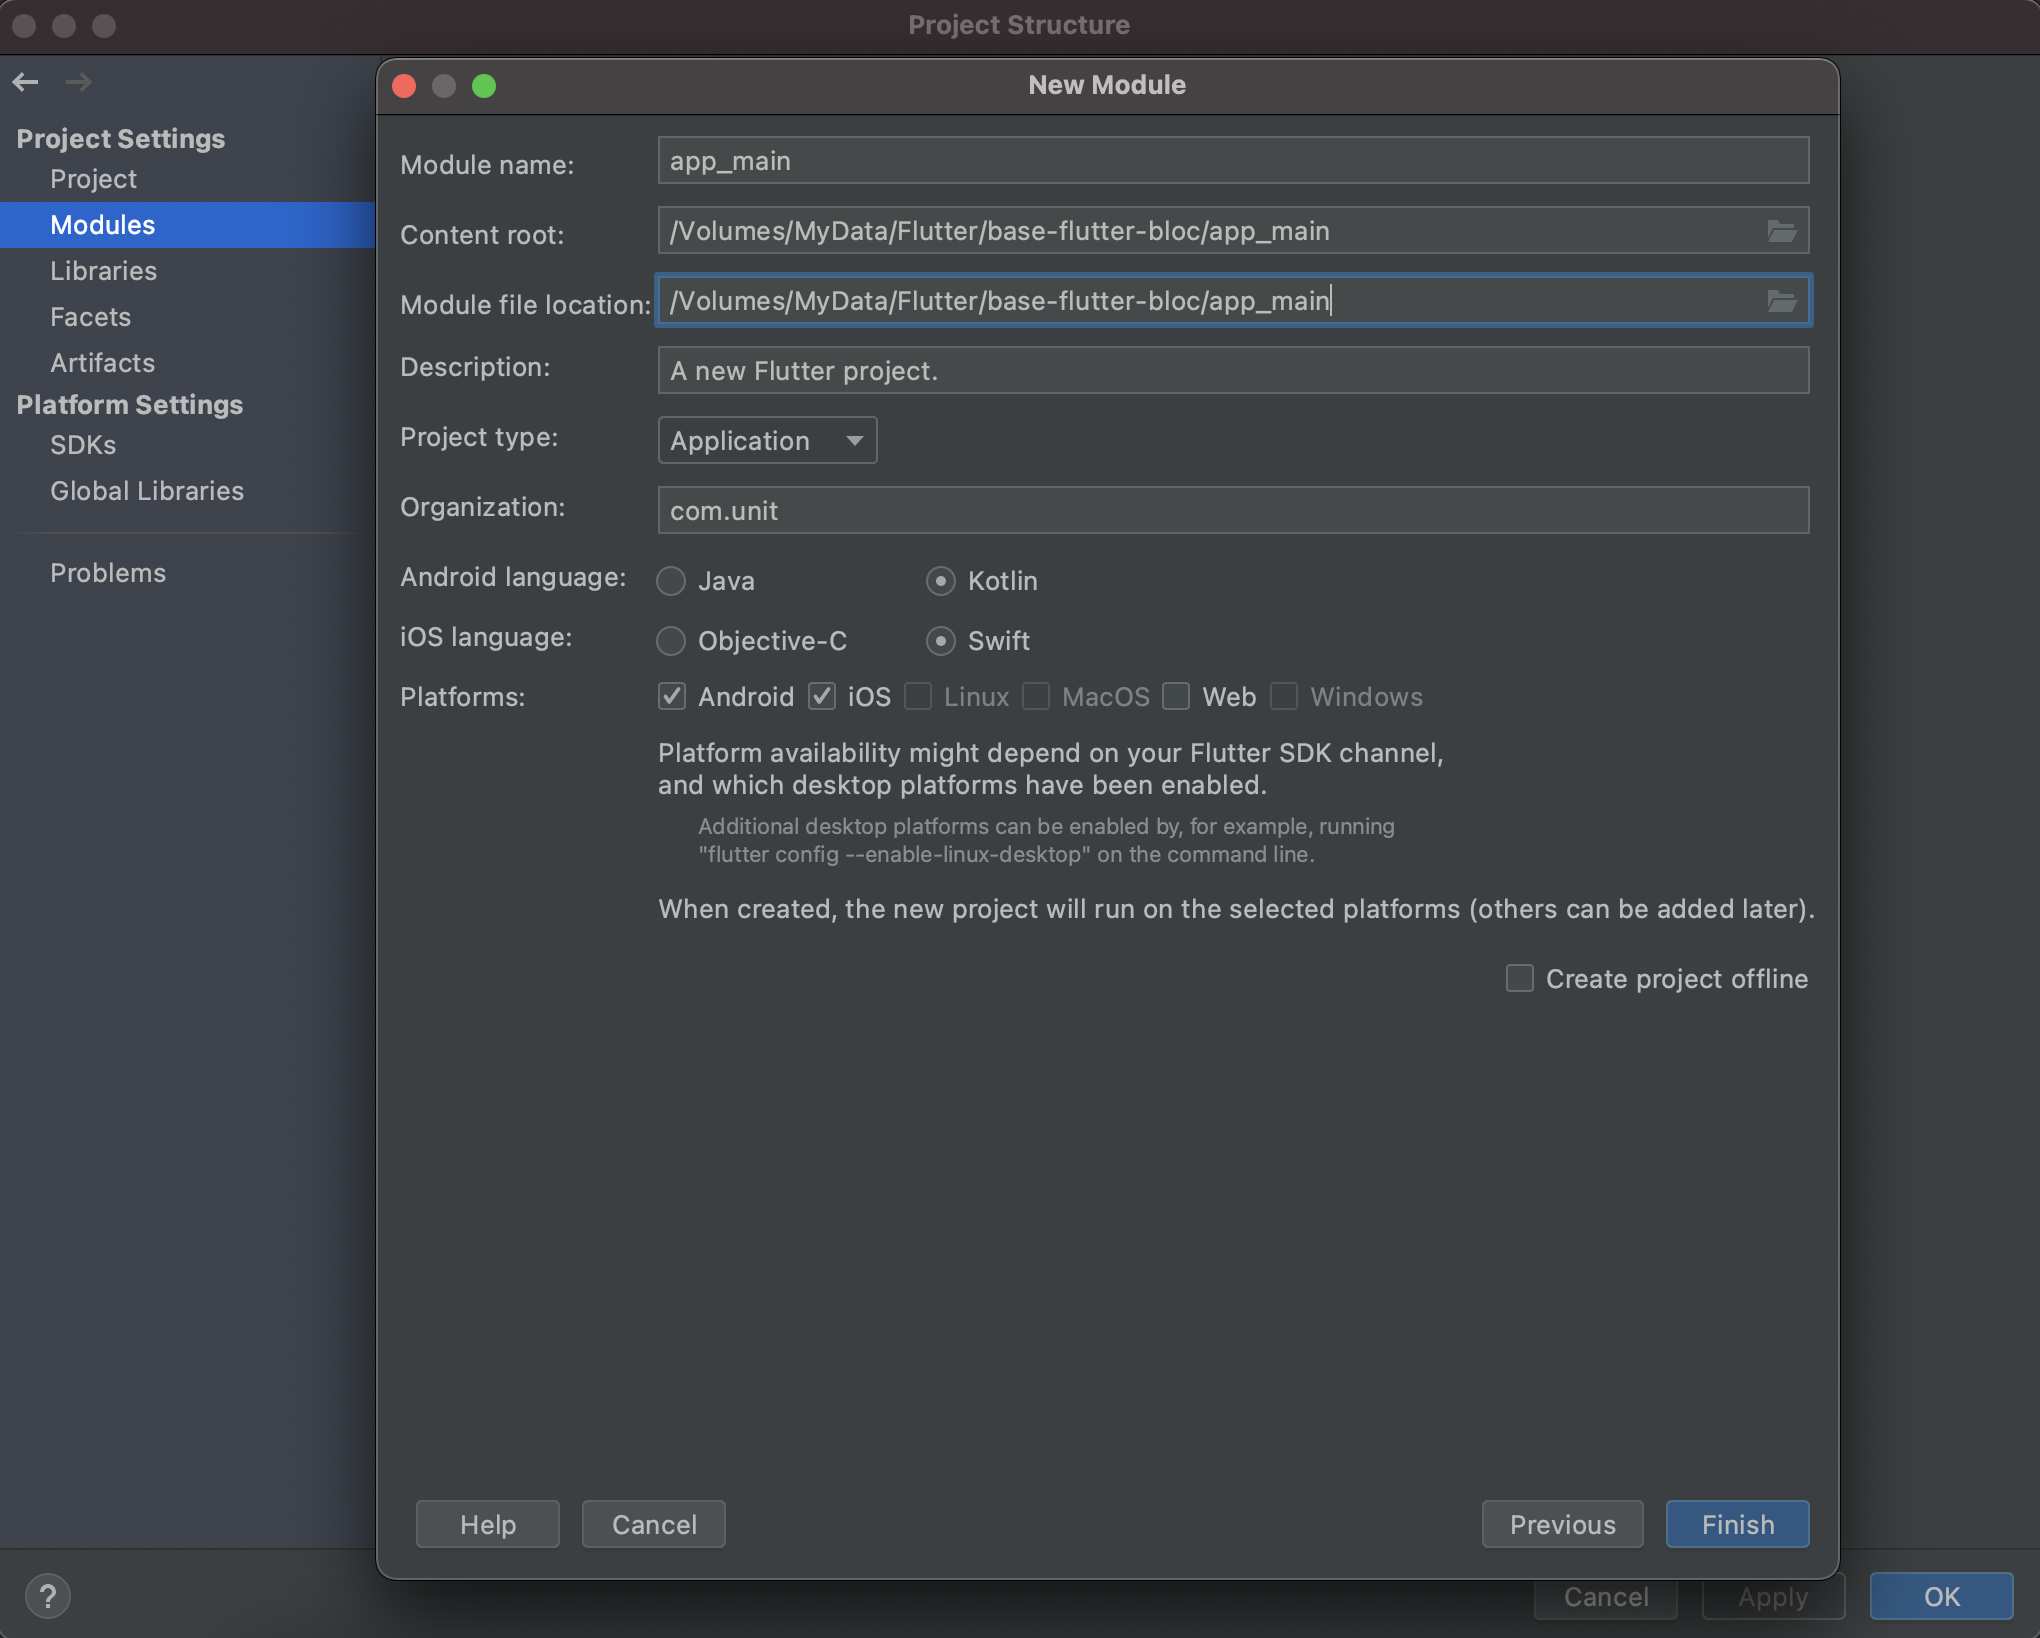 Project Structure
New Module
Project Settings
Project
Modules
Libraries
Facets
Artifacts
Platform Settings
SDKs
Global Libraries
Problems
Module name: app_main
Content root: /Volumes/MyData/Flutter/base-flutter-bloc/app_main
Module file location: /Volumes/MyData/Flutter/base-flutter-bloc/app_main
Description: A new Flutter project.
Project type: Application
Organization: com.unit
Android language: Java Kotlin
iOS language: Objective-C Swift
Platforms: Android iOS Linux MacOS Web Windows
Platform availability might depend on your Flutter SDK channel,
and which desktop platforms have been enabled.
Additional desktop platforms can be enabled by, for example, running
"flutter config --enable-linux-desktop" on the command line.
When created, the new project will run on the selected platforms (others can be added later).
Create project offline
Help Cancel Previous Finish
? Cancel Apply OK